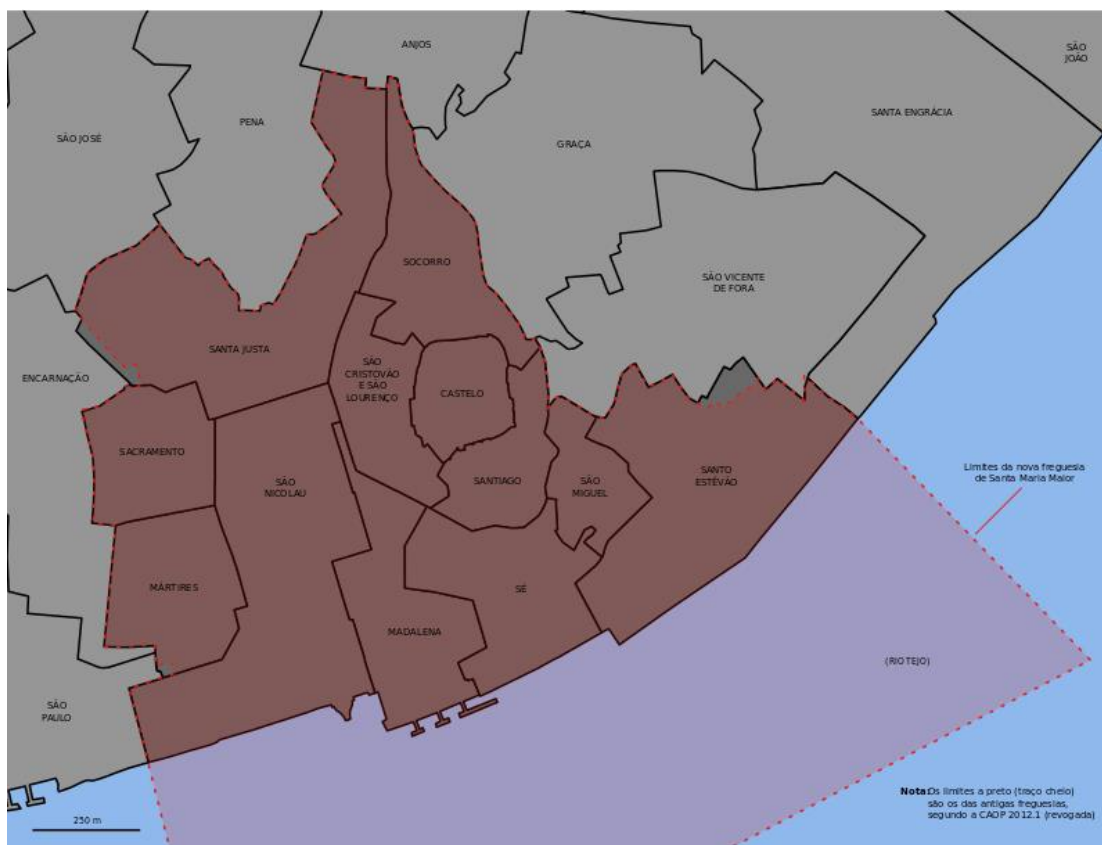 ANJOS
SÃO
JOÃO
SANTA ENGRÁCIA
PENA
SÃO JOSÉ
GRAÇA
SOCORRO
SÃO VICENTE
DE FORA
SANTA JUSTA
SÃO
CRISTOVÃO
E SÃO
LOURENÇO
ENCARNAÇÃO
CASTELO
SACRAMENTO
SÃO
NICOLAU
SANTIAGO
SÃO
MIGUEL
SANTO
ESTÊVÃO
Limites da nova freguesia
de Santa Maria Maior
MÁRTIRES
SÉ
MADALENA
(RIO TEJO)
SÃO
PAULO
Nota: Os limites a preto (traço cheio)
são os das antigas freguesias,
segundo a CAOP 2012.1 (revogada)
250 m